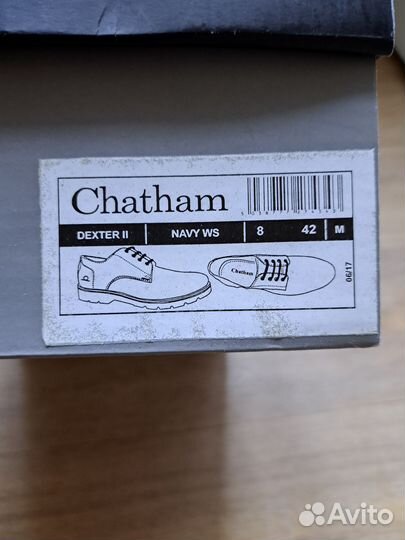 Chatham
DEXTER II NAVY WS 8 42 M
Chatham
06/17
Avito